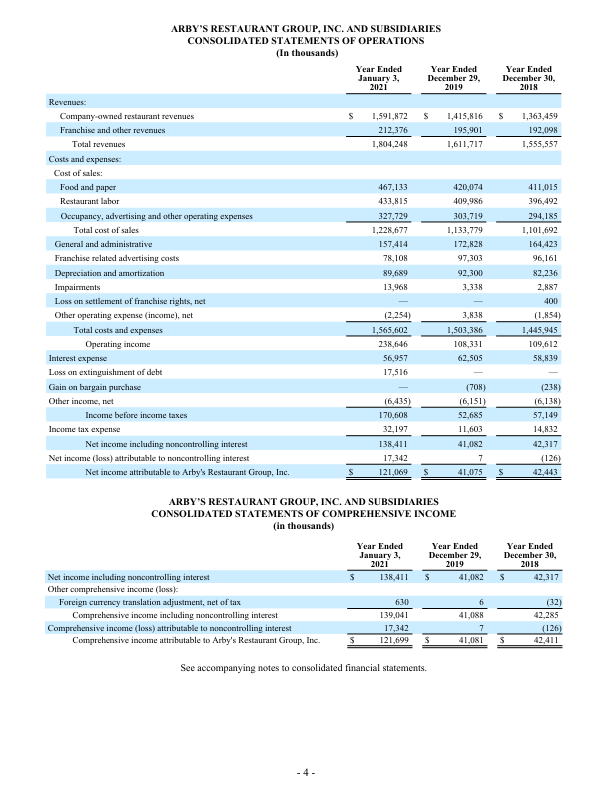 ARBY'S RESTAURANT GROUP, INC. AND SUBSIDIARIES
CONSOLIDATED STATEMENTS OF OPERATIONS
(In thousands)
Year Ended January 3, 2021 Year Ended December 29, 2019 Year Ended December 30, 2018
Revenues:
Company-owned restaurant revenues $ 1,591,872 $ 1,415,816 $ 1,363,459
Franchise and other revenues 212,376 195,901 192,098
Total revenues 1,804,248 1,611,717 1,555,557
Costs and expenses:
Cost of sales:
Food and paper 467,133 420,074 411,015
Restaurant labor 433,815 409,986 396,492
Occupancy, advertising and other operating expenses 327,729 303,719 294,185
Total cost of sales 1,228,677 1,133,779 1,101,692
General and administrative 157,414 172,828 164,423
Franchise related advertising costs 78,108 97,303 96,161
Depreciation and amortization 89,689 92,300 82,236
Impairments 13,968 3,338 2,887
Loss on settlement of franchise rights, net — — 400
Other operating expense (income), net (2,254) 3,838 (1,854)
Total costs and expenses 1,565,602 1,503,386 1,445,945
Operating income 238,646 108,331 109,612
Interest expense 56,957 62,505 58,839
Loss on extinguishment of debt 17,516 — —
Gain on bargain purchase — (708) (238)
Other income, net (6,435) (6,151) (6,138)
Income before income taxes 170,608 52,685 57,149
Income tax expense 32,197 11,603 14,832
Net income including noncontrolling interest 138,411 41,082 42,317
Net income (loss) attributable to noncontrolling interest 17,342 7 (126)
Net income attributable to Arby's Restaurant Group, Inc. $ 121,069 $ 41,075 $ 42,443
ARBY'S RESTAURANT GROUP, INC. AND SUBSIDIARIES
CONSOLIDATED STATEMENTS OF COMPREHENSIVE INCOME
(in thousands)
Year Ended January 3, 2021 Year Ended December 29, 2019 Year Ended December 30, 2018
Net income including noncontrolling interest $ 138,411 $ 41,082 $ 42,317
Other comprehensive income (loss):
Foreign currency translation adjustment, net of tax 630 6 (32)
Comprehensive income including noncontrolling interest 139,041 41,088 42,285
Comprehensive income (loss) attributable to noncontrolling interest 17,342 7 (126)
Comprehensive income attributable to Arby's Restaurant Group, Inc. $ 121,699 $ 41,081 $ 42,411
See accompanying notes to consolidated financial statements.
- 4 -